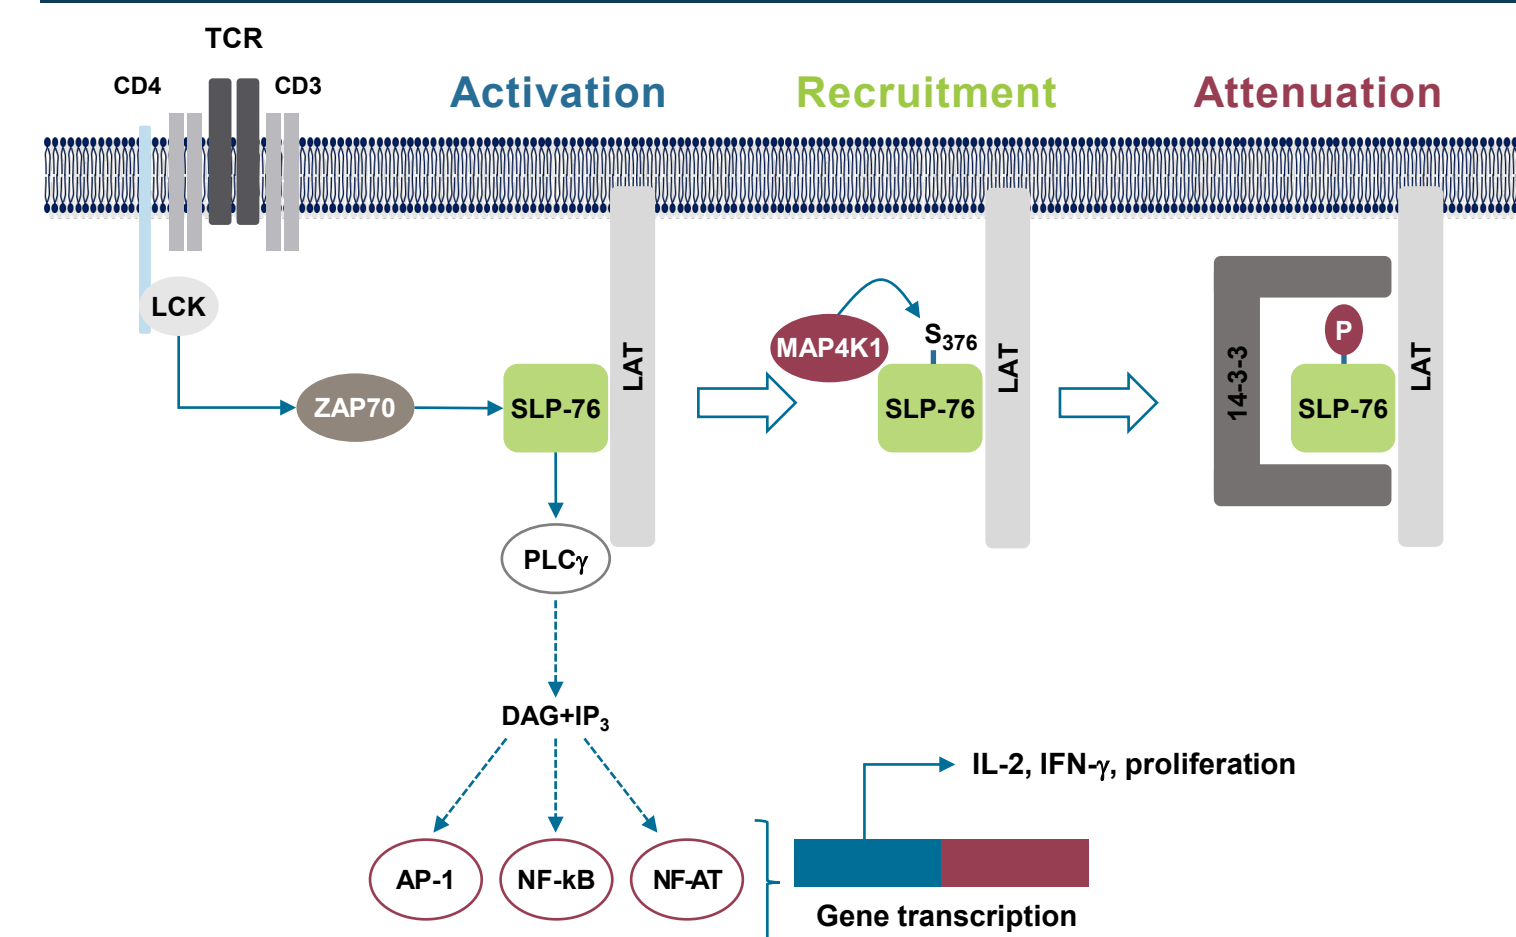 TCR
CD4
CD3
Activation
Recruitment
Attenuation
LCK
ZAP70
SLP-76
LAT
MAP4K1
S376
SLP-76
LAT
14-3-3
P
SLP-76
LAT
PLCγ
DAG+IP3
IL-2, IFN-γ, proliferation
AP-1
NF-kB
NF-AT
Gene transcription